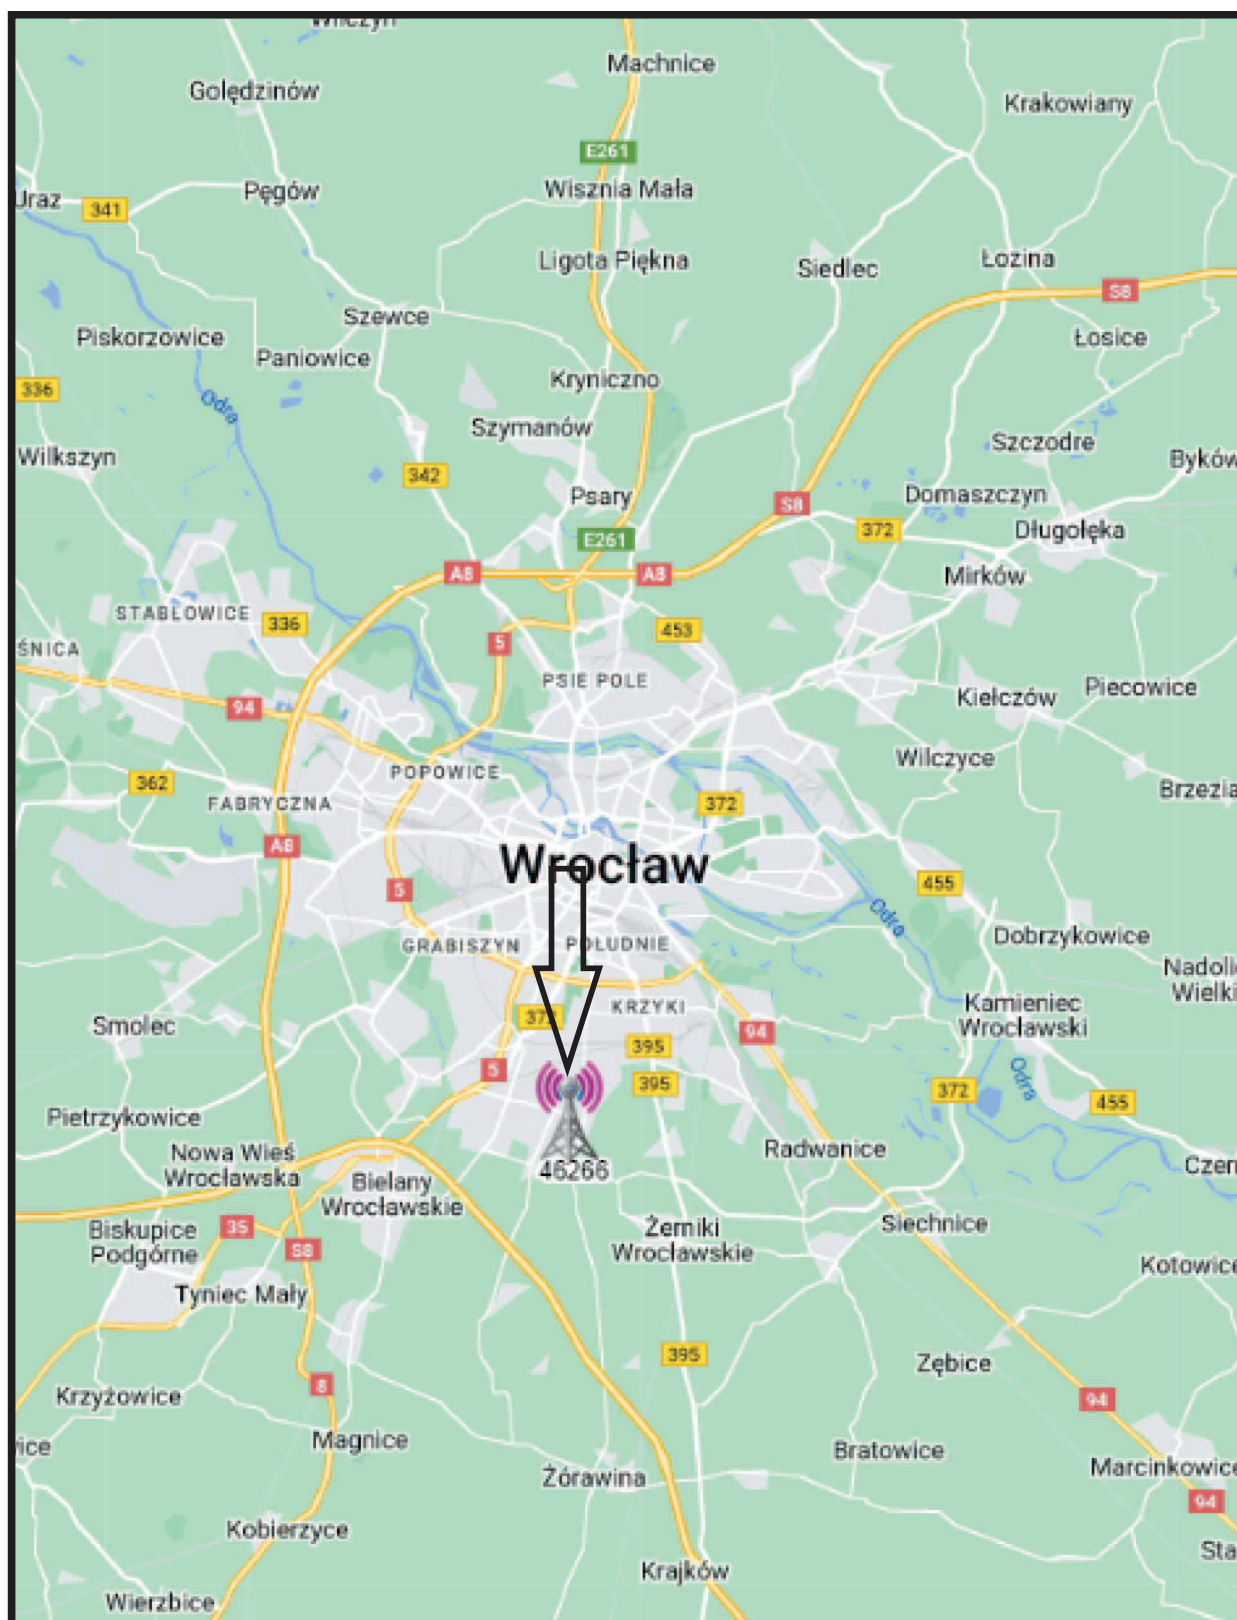 Wilczyn
Machnice
Golędzinów
Krakowiany
E261
Pęgów
Wisznia Mała
Uraz
341
Ligota Piękna
Siedlec
Łozina
S8
Szewce
Piskorzowice
Łosice
Paniowice
Kryniczno
336
Odra
Szymanów
Szczodre
Wilkszyn
Byków
342
Psary
Domaszczyn
S8
372
Długołęka
E261
A8
A8
Mirków
STABŁOWICE
336
453
5
ŚNICA
PSIE POLE
Piecowice
Kiełczów
94
Wilczyce
POPOWICE
362
Brzezia
FABRYCZNA
372
A8
Wrocław
455
5
Odra
GRABISZYN
POŁUDNIE
Dobrzykowice
Nadoli
Wielki
KRZYKI
Kamieniec
Wrocławski
372
Smolec
94
395
5
Odra
395
372
455
Pietrzykowice
Nowa Wieś
Wrocławska
Radwanice
46266
Czern
Bielany
Wrocławskie
35
Biskupice
Podgórne
Żerniki
Wrocławskie
Siechnice
S8
Kotowice
Tyniec Mały
395
Zębice
8
Krzyżowice
94
Magnice
wice
Bratowice
Żórawina
Marcinkowice
94
Kobierzyce
Sta
Krajków
Wierzbice